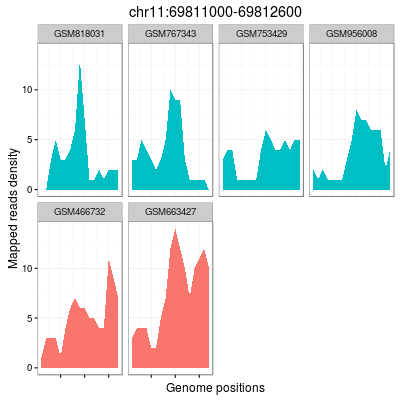 chr11:69811000-69812600
GSM818031 GSM767343 GSM753429 GSM956008
10
5
0
Mapped reads density
GSM466732 GSM663427
10
5
0
Genome positions